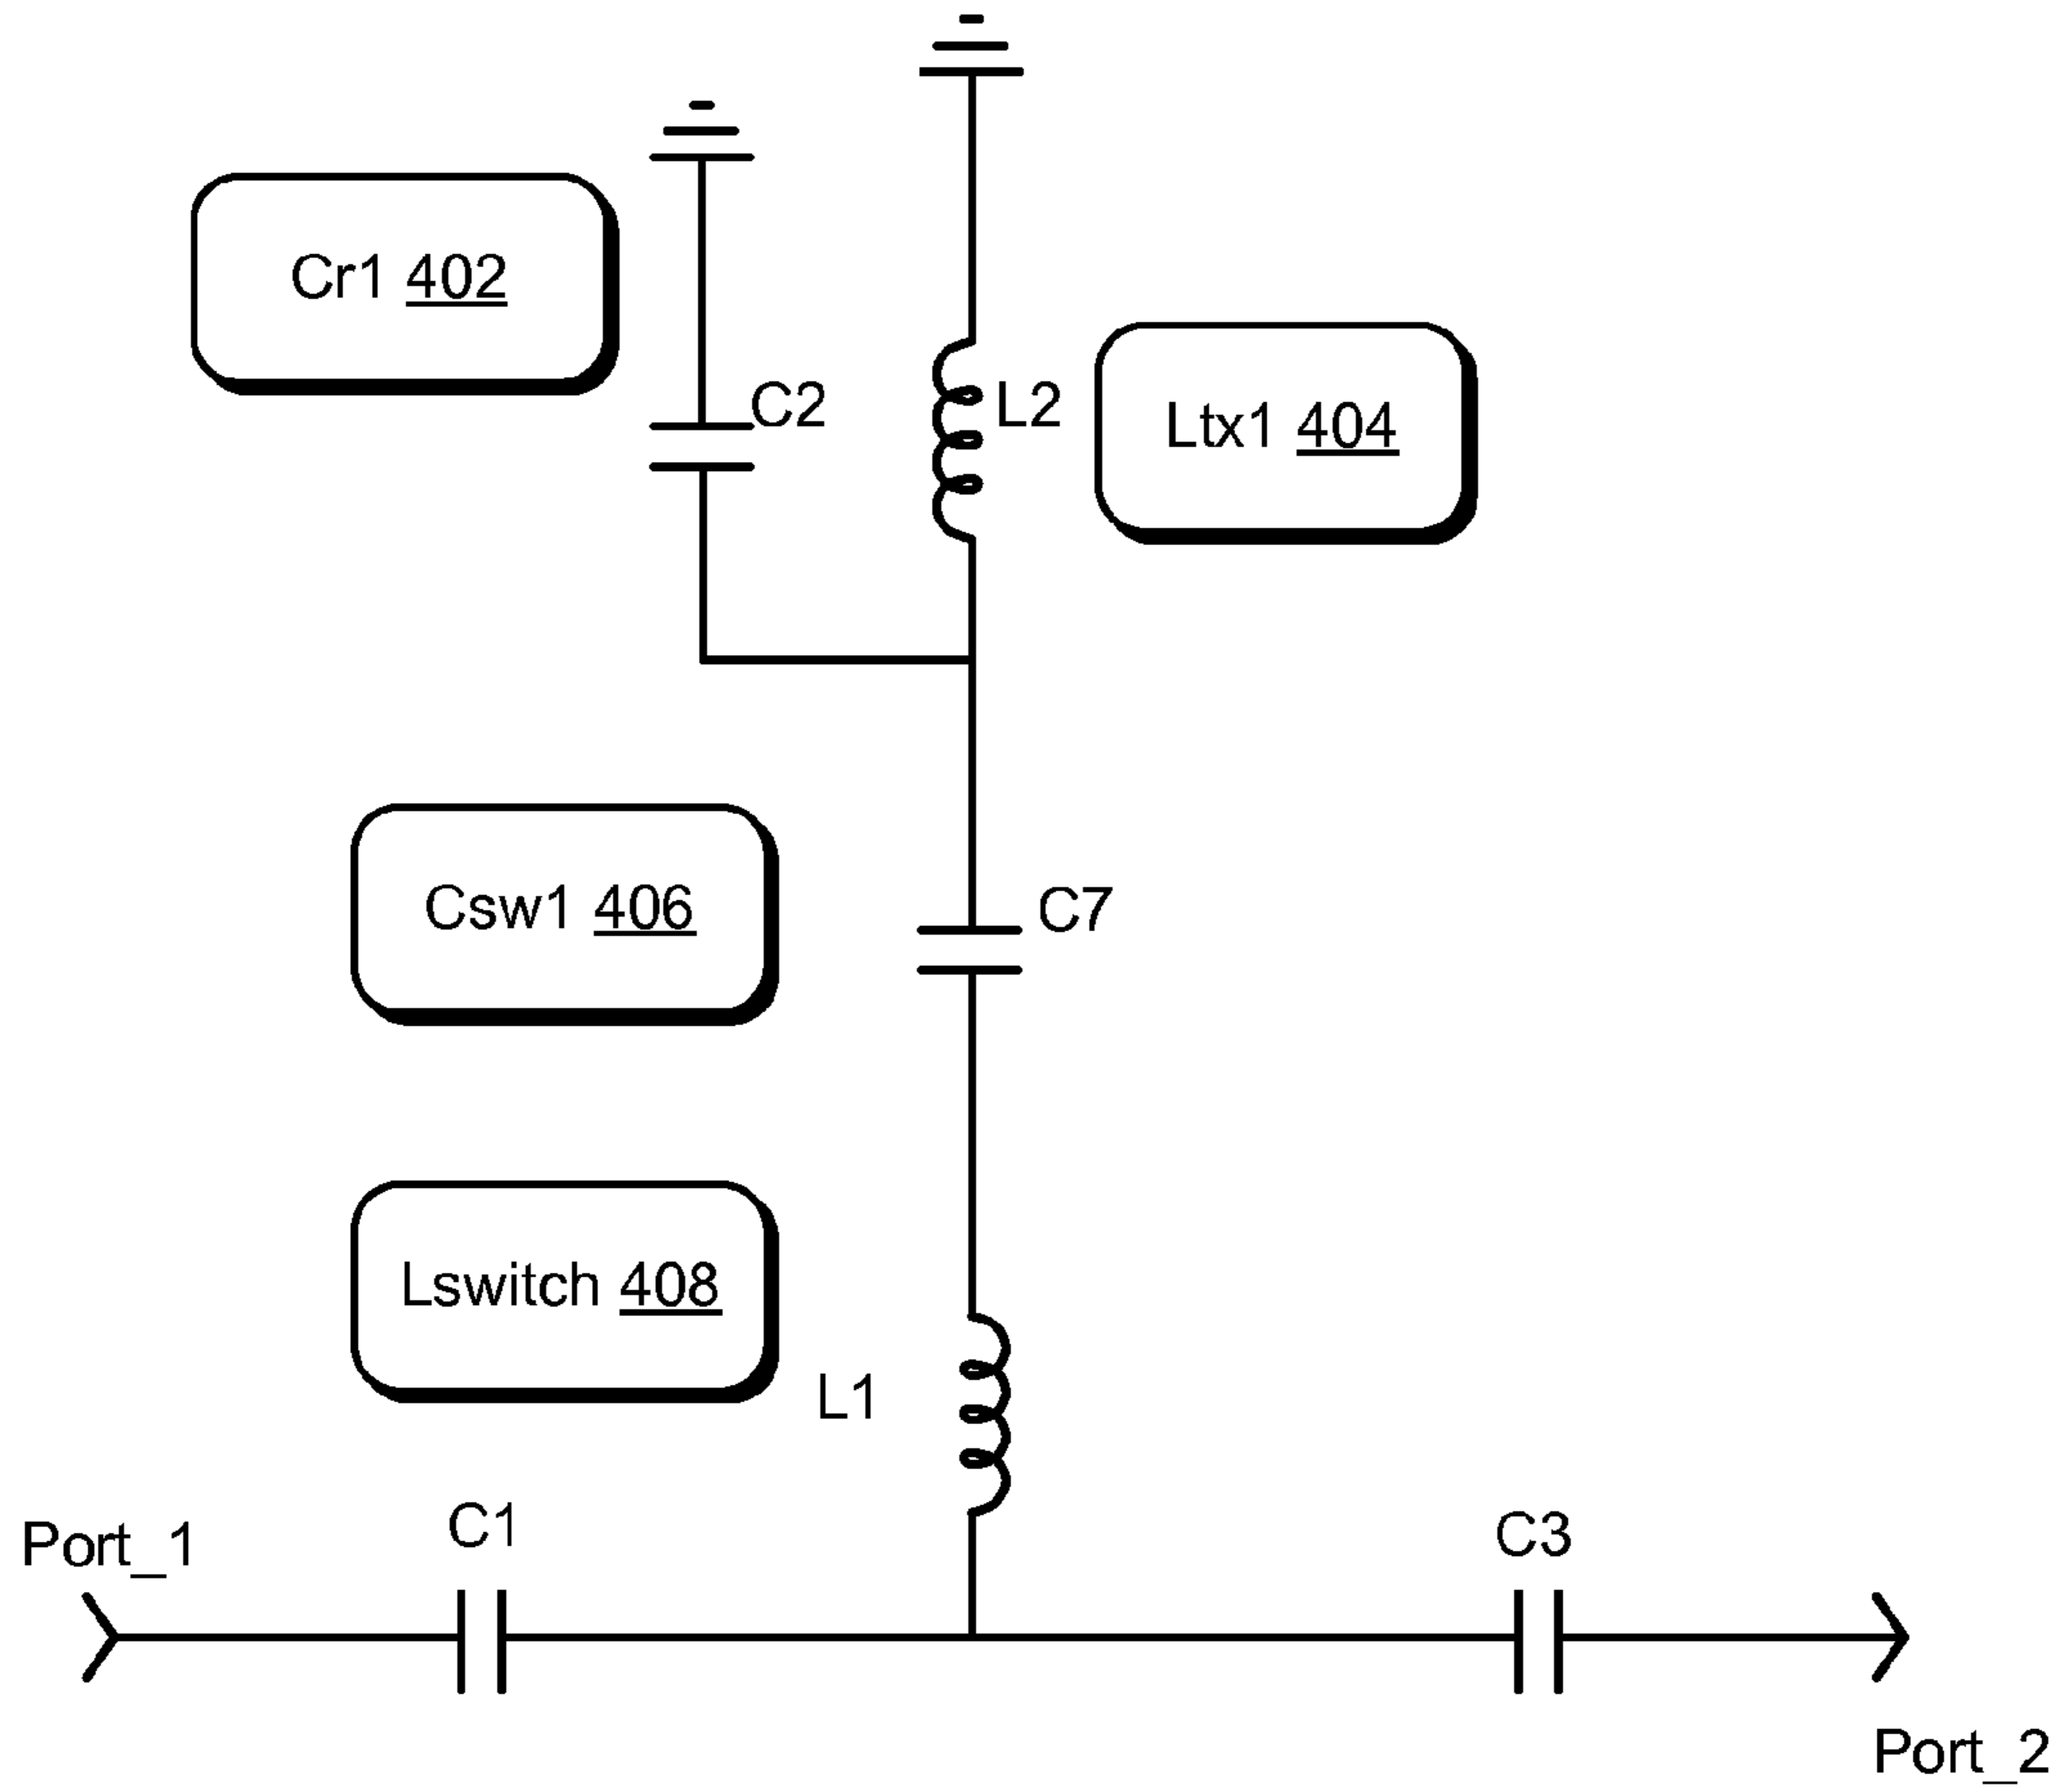 Cr1 402
C2
L2
Ltx1 404
Csw1 406
C7
Lswitch 408
L1
Port_1
C1
C3
Port_2